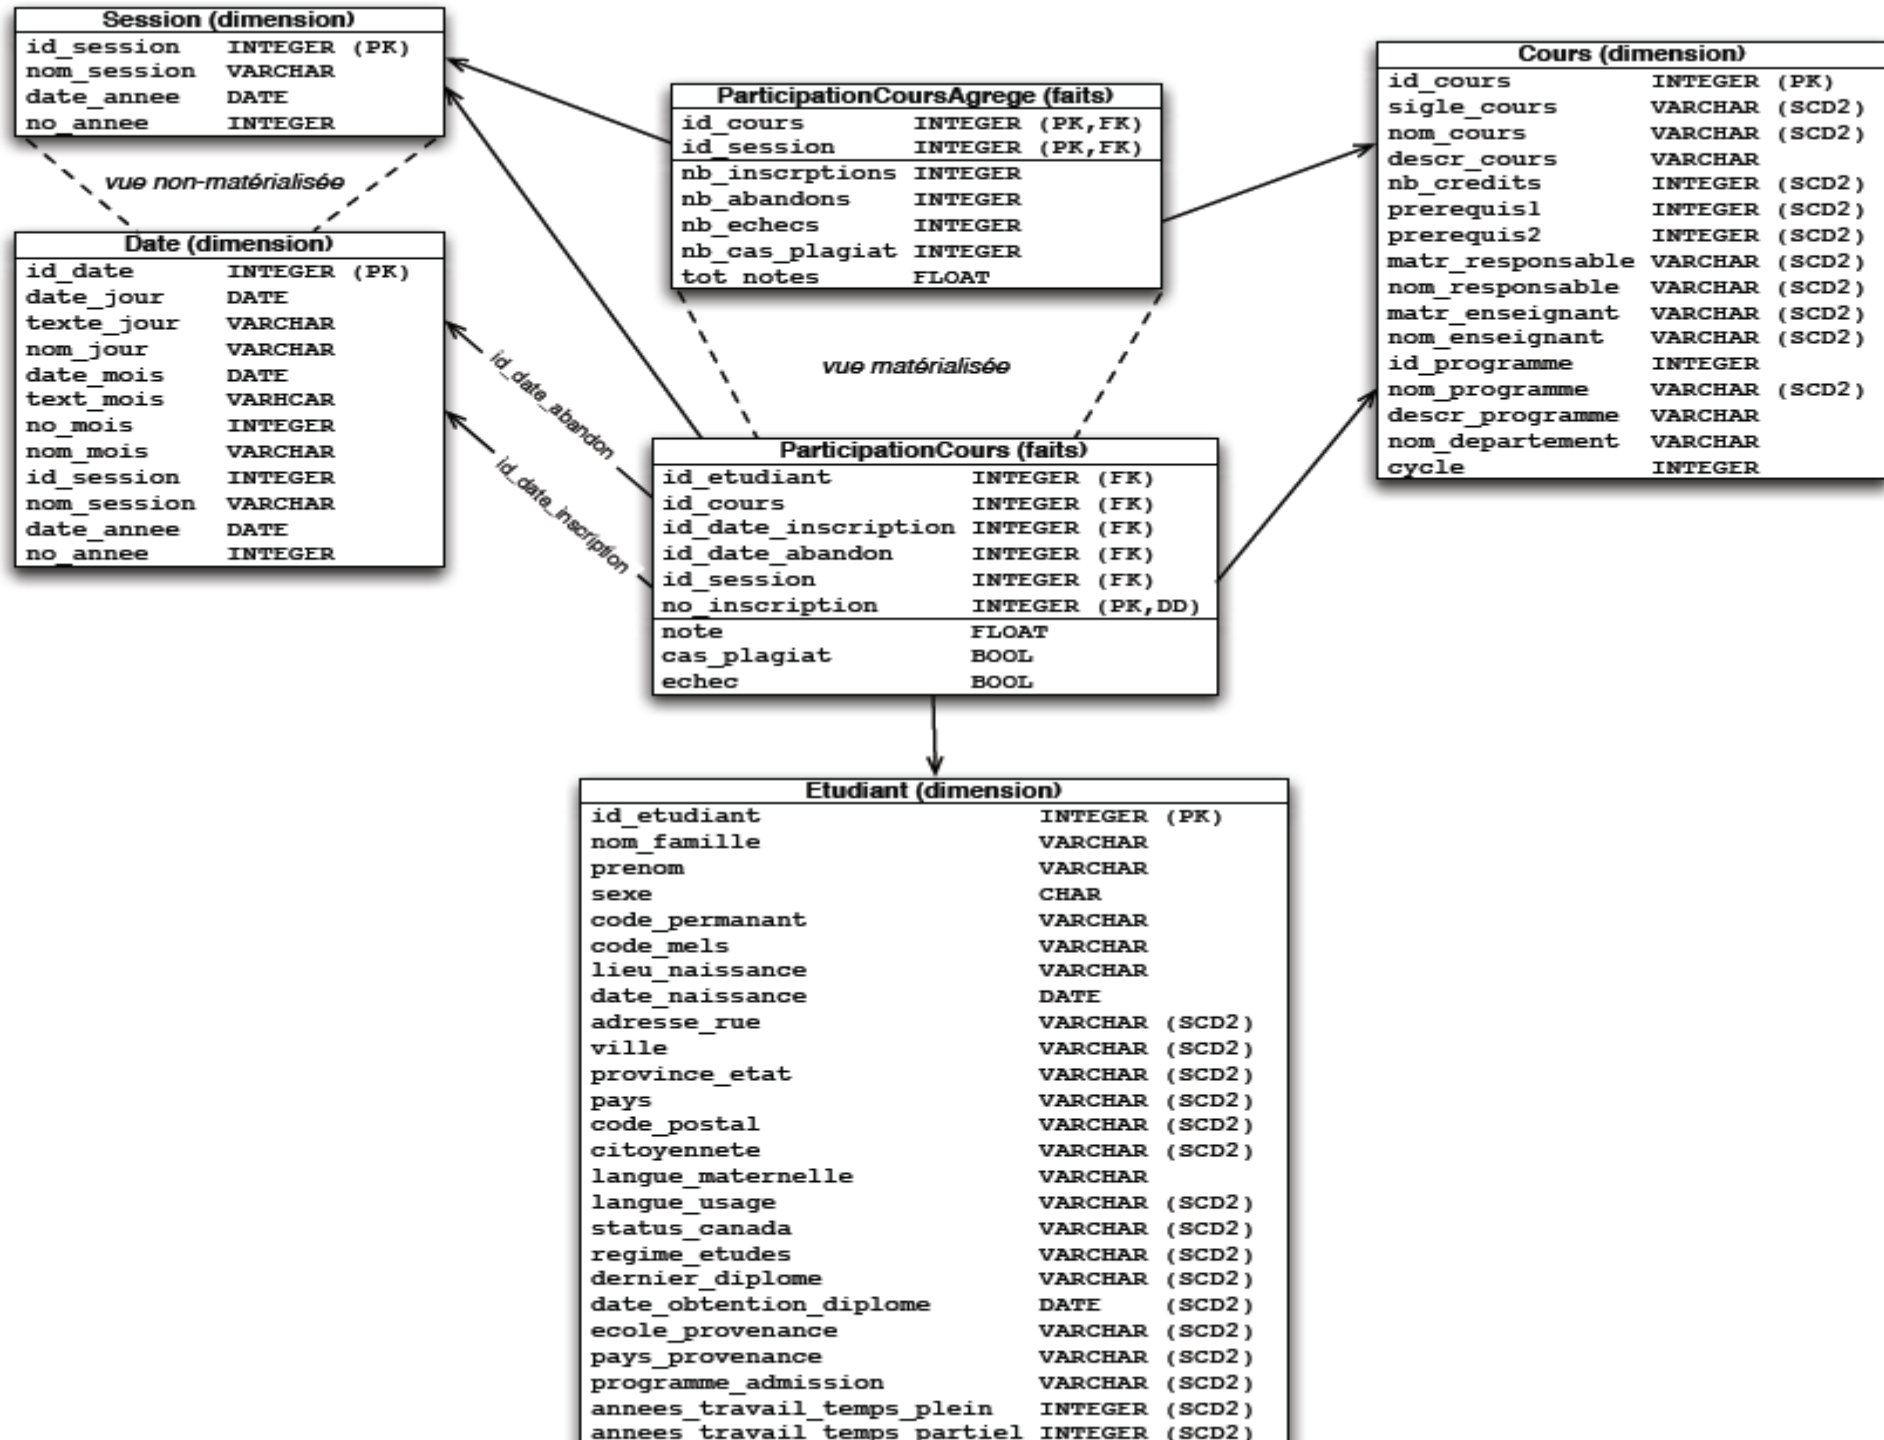 Session (dimension)
id_session INTEGER (PK)
nom_session VARCHAR
date_annee DATE
no_annee INTEGER
vue non-matérialisée
Date (dimension)
id_date INTEGER (PK)
date_jour DATE
texte_jour VARCHAR
nom_jour VARCHAR
date_mois DATE
text_mois VARHCAR
no_mois INTEGER
nom_mois VARCHAR
id_session INTEGER
nom_session VARCHAR
date_annee DATE
no_annee INTEGER
id_date_abandon
id_date_inscription
ParticipationCoursAgrege (faits)
id_cours INTEGER (PK,FK)
id_session INTEGER (PK,FK)
nb_inscrptions INTEGER
nb_abandons INTEGER
nb_echecs INTEGER
nb_cas_plagiat INTEGER
tot notes FLOAT
vue matérialisée
ParticipationCours (faits)
id_etudiant INTEGER (FK)
id_cours INTEGER (FK)
id_date_inscription INTEGER (FK)
id_date_abandon INTEGER (FK)
id_session INTEGER (FK)
no_inscription INTEGER (PK,DD)
note FLOAT
cas_plagiat BOOL
echec BOOL
Cours (dimension)
id_cours INTEGER (PK)
sigle_cours VARCHAR (SCD2)
nom_cours VARCHAR (SCD2)
descr_cours VARCHAR
nb_credits INTEGER (SCD2)
prerequis1 INTEGER (SCD2)
prerequis2 INTEGER (SCD2)
matr_responsable VARCHAR (SCD2)
nom_responsable VARCHAR (SCD2)
matr_enseignant VARCHAR (SCD2)
nom_enseignant VARCHAR (SCD2)
id_programme INTEGER
nom_programme VARCHAR (SCD2)
descr_programme VARCHAR
nom_departement VARCHAR
cycle INTEGER
Etudiant (dimension)
id_etudiant INTEGER (PK)
nom_famille VARCHAR
prenom VARCHAR
sexe CHAR
code_permanant VARCHAR
code_mels VARCHAR
lieu_naissance VARCHAR
date_naissance DATE
adresse_rue VARCHAR (SCD2)
ville VARCHAR (SCD2)
province_etat VARCHAR (SCD2)
pays VARCHAR (SCD2)
code_postal VARCHAR (SCD2)
citoyennete VARCHAR (SCD2)
langue_maternelle VARCHAR
langue_usage VARCHAR (SCD2)
status_canada VARCHAR (SCD2)
regime_etudes VARCHAR (SCD2)
dernier_diplome VARCHAR (SCD2)
date_obtention_diplome DATE (SCD2)
ecole_provenance VARCHAR (SCD2)
pays_provenance VARCHAR (SCD2)
programme_admission VARCHAR (SCD2)
annees_travail_temps_plein INTEGER (SCD2)
annees travail temps partiel INTEGER (SCD2)